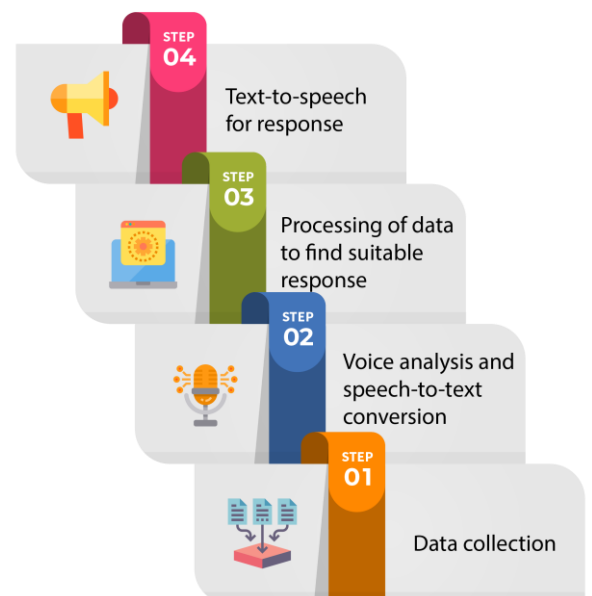 STEP
04
Text-to-speech
for response
STEP
03
Processing of data
to find suitable
response
STEP
02
Voice analysis and
speech-to-text
conversion
STEP
01
Data collection